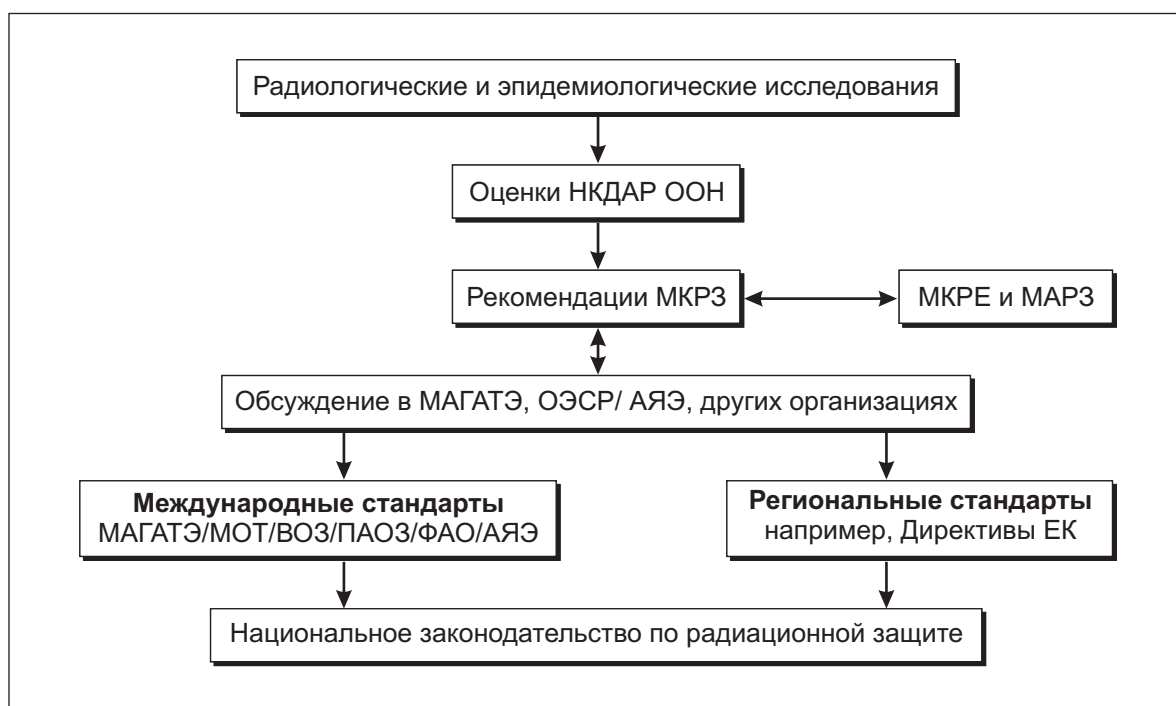 Радиологические и эпидемиологические исследования
Оценки НКДАР ООН
Рекомендации МКРЗ
МКРЕ и МАРЗ
Обсуждение в МАГАТЭ, ОЭСР/ АЯЭ, других организациях
Международные стандарты
МАГАТЭ/МОТ/ВОЗ/ПАОЗ/ФАО/АЯЭ
Региональные стандарты
например, Директивы ЕК
Национальное законодательство по радиационной защите